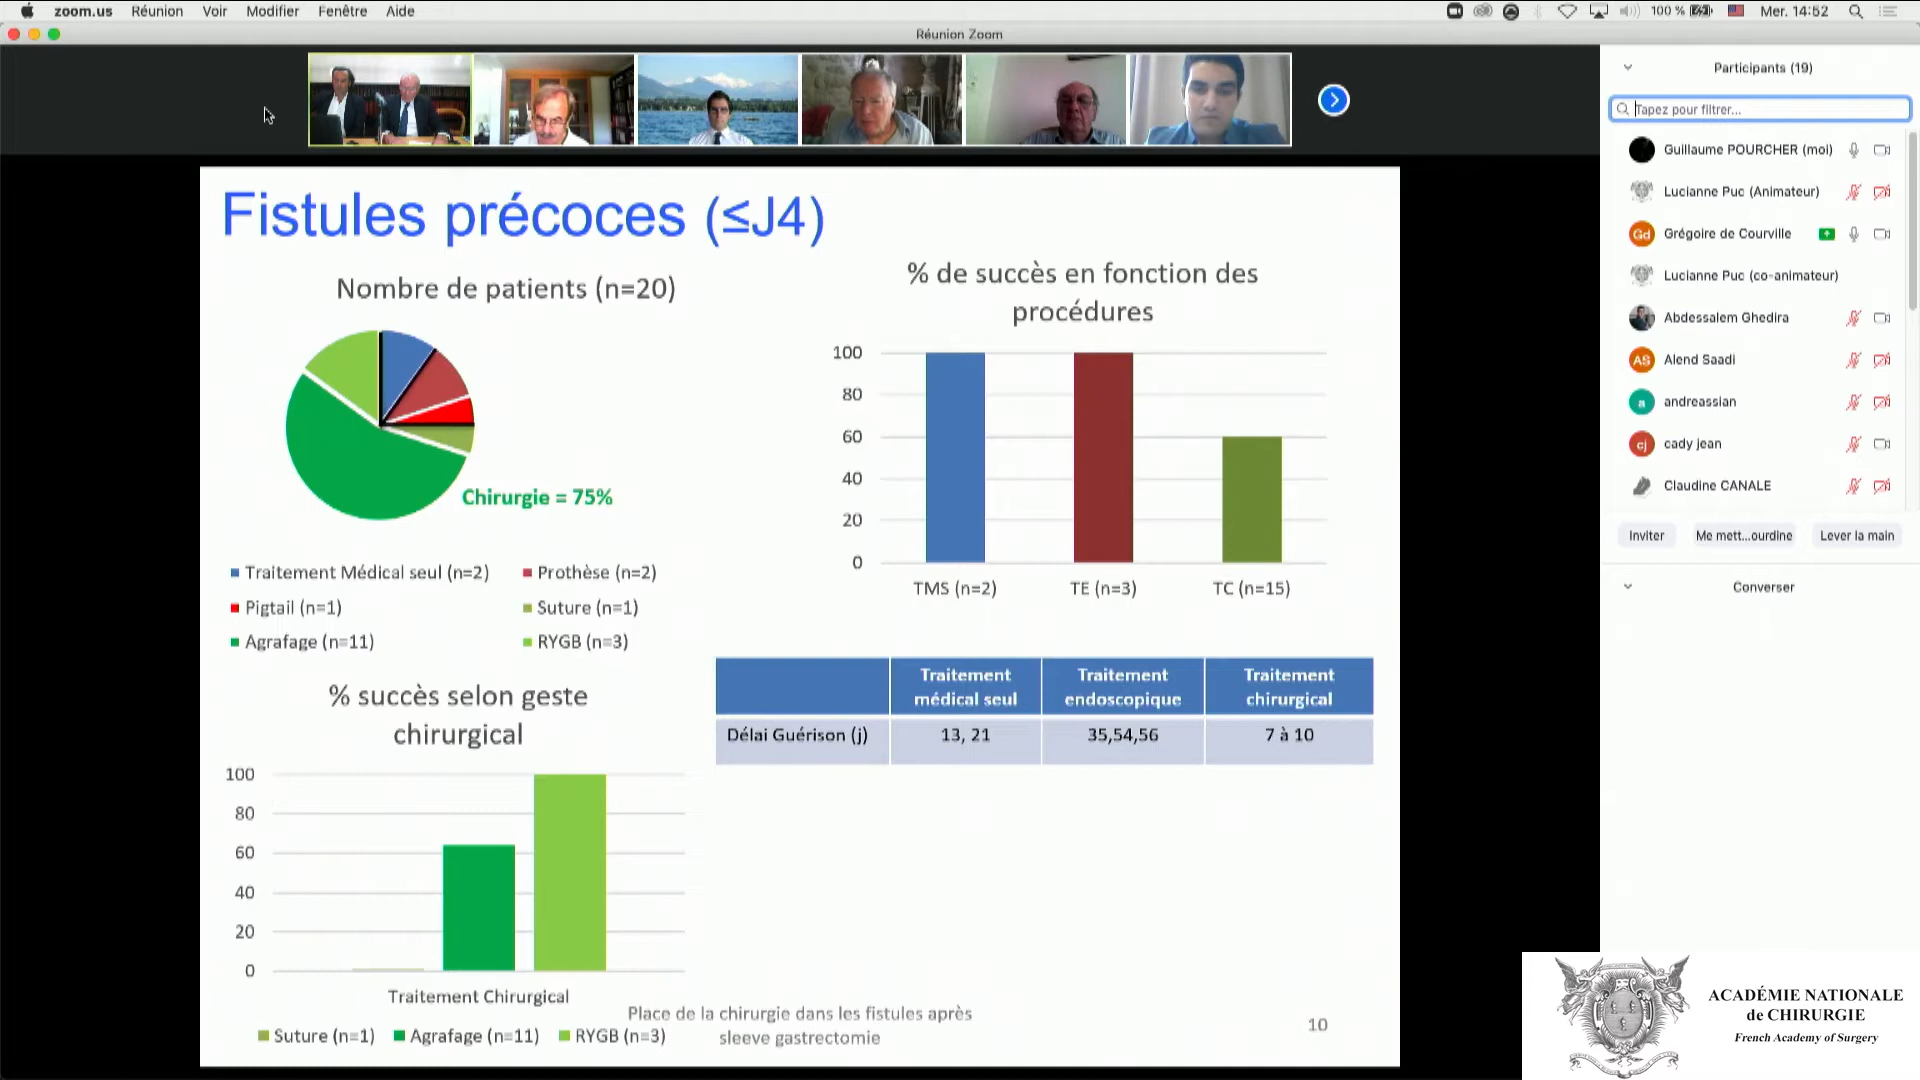 zoom.us Réunion Voir Modifier Fenêtre Aide
100 % Mer. 14:52
Réunion Zoom
Participants (19)
Tapez pour filtrer...
Guillaume POURCHER (moi)
Lucianne Puc (Animateur)
Gd Grégoire de Courville
Lucianne Puc (co-animateur)
Abdessalem Ghedira
AS Alend Saadi
a andreassian
cj cady jean
Claudine CANALE
Inviter
Me mett...ourdine
Lever la main
Converser
Fistules précoces (≤J4)
Nombre de patients (n=20)
Chirurgie = 75%
Traitement Médical seul (n=2)
Prothèse (n=2)
Pigtail (n=1)
Suture (n=1)
Agrafage (n=11)
RYGB (n=3)
% de succès en fonction des
procédures
100
80
60
40
20
0
TMS (n=2)
TE (n=3)
TC (n=15)
Traitement
médical seul
Traitement
endoscopique
Traitement
chirurgical
Délai Guérison (j)
13, 21
35,54,56
7 à 10
% succès selon geste
chirurgical
100
80
60
40
20
0
Traitement Chirurgical
Suture (n=1)
Agrafage (n=11)
RYGB (n=3)
Place de la chirurgie dans les fistules après
sleeve gastrectomie
10
ACADÉMIE NATIONALE
de CHIRURGIE
French Academy of Surgery